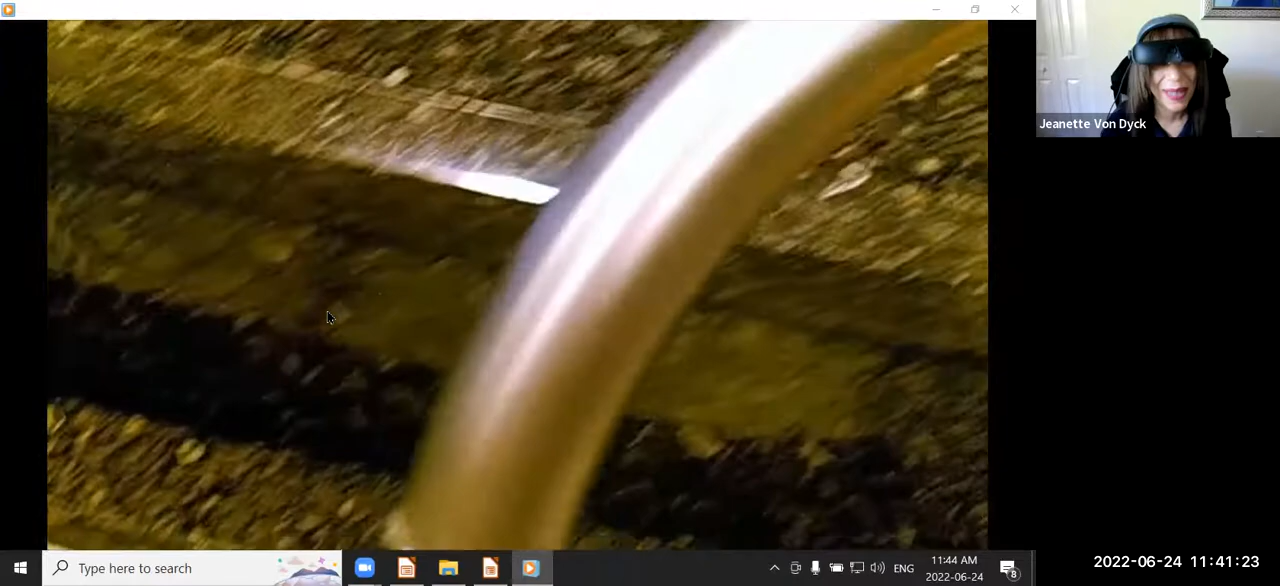 Jeanette Von Dyck
Type here to search
ENG
11:44 AM
2022-06-24
8
2022-06-24 11:41:23